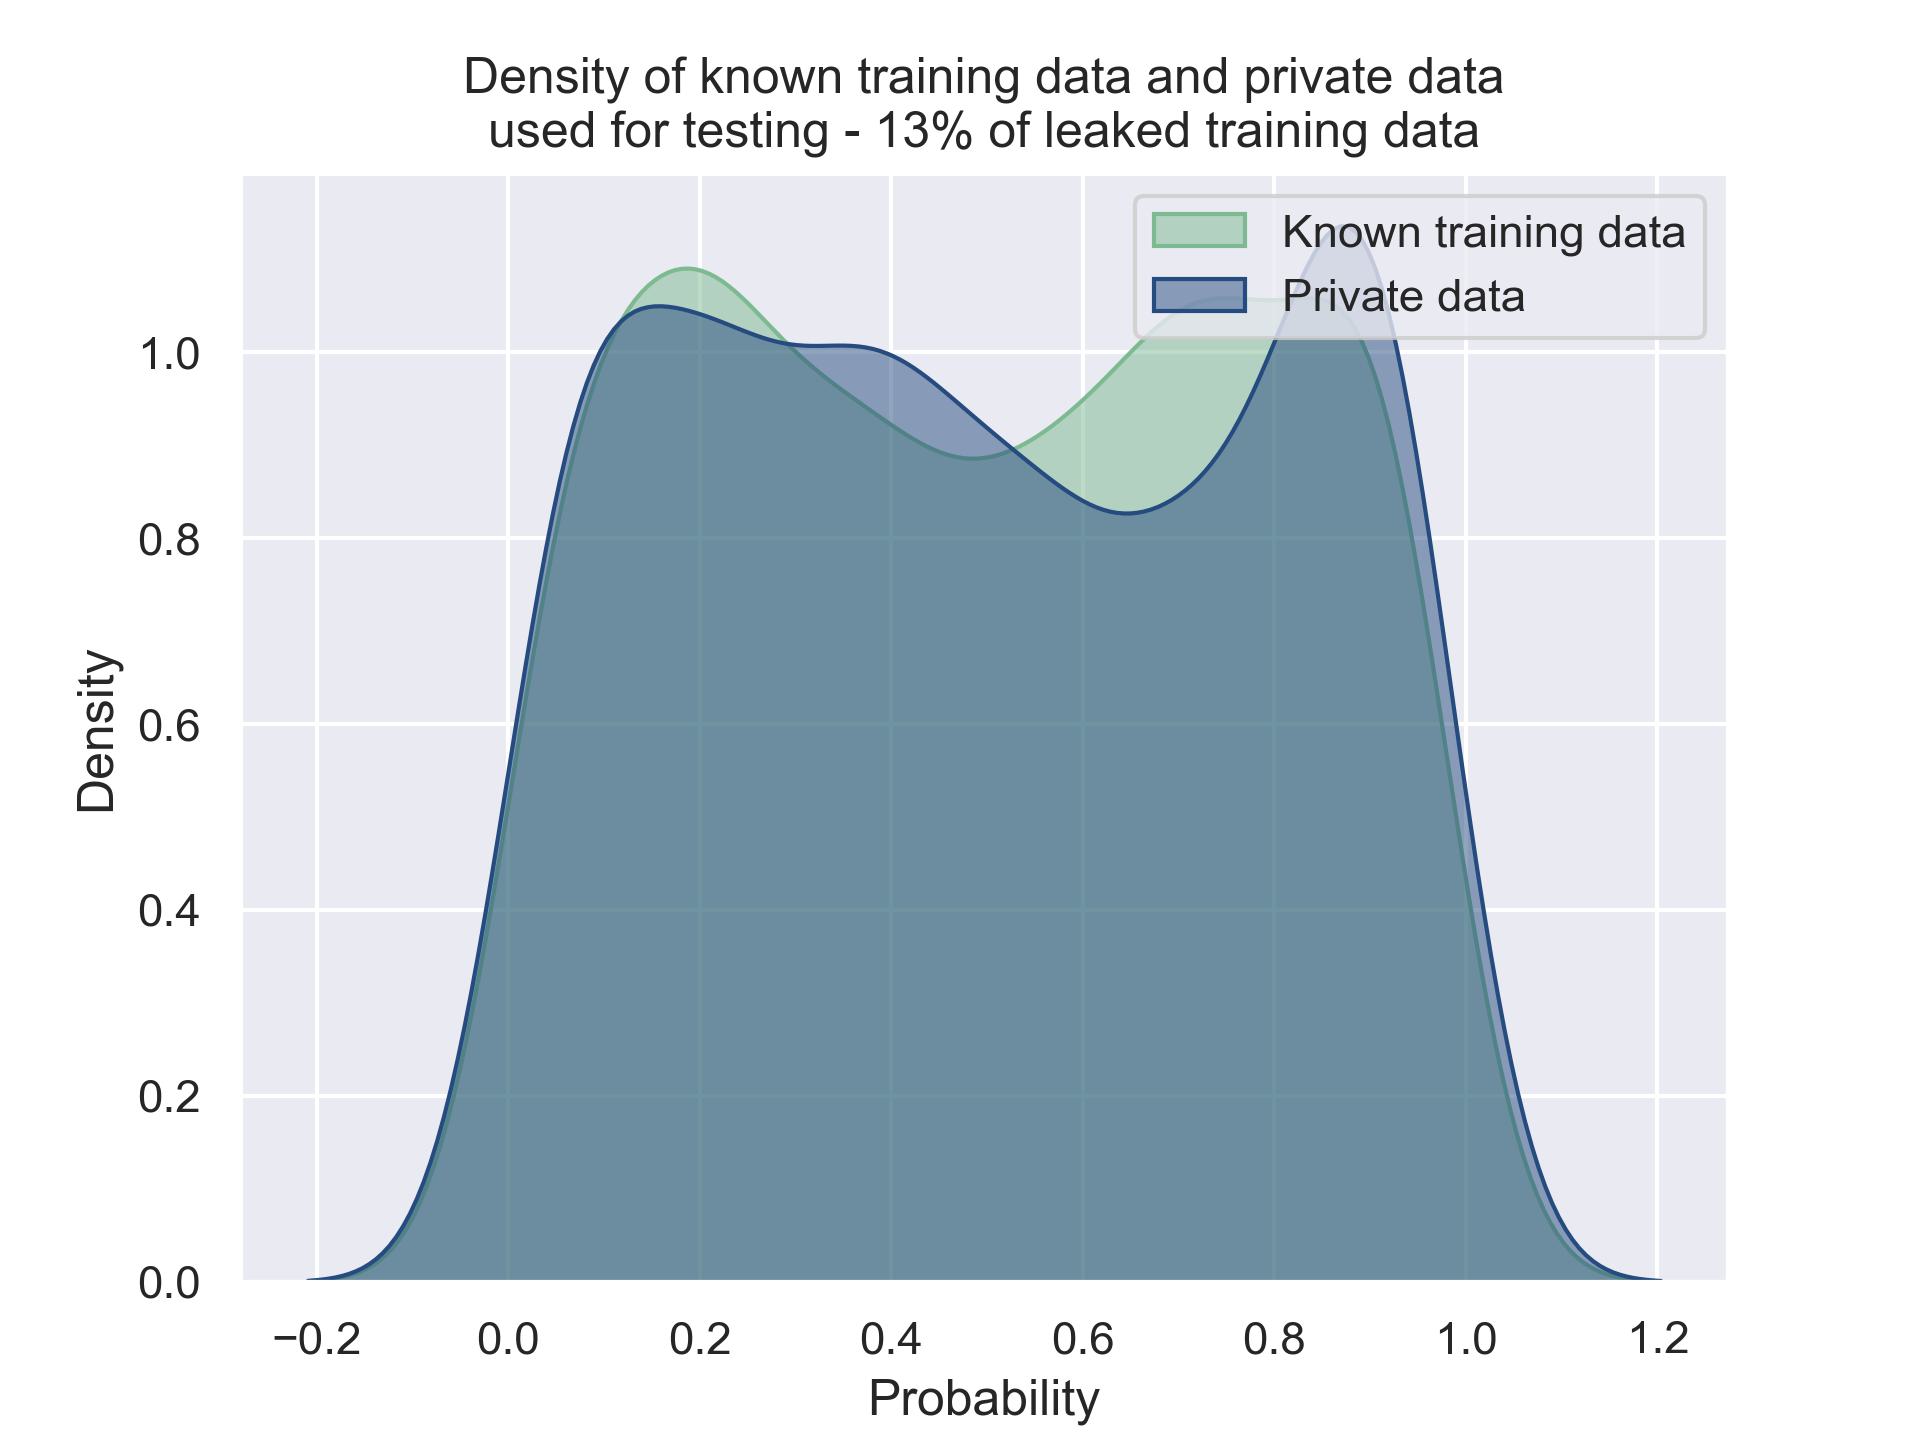 Density of known training data and private data
used for testing - 13% of leaked training data
Known training data
Private data
Density
1.0
0.8
0.6
0.4
0.2
0.0
−0.2 0.0 0.2 0.4 0.6 0.8 1.0 1.2
Probability